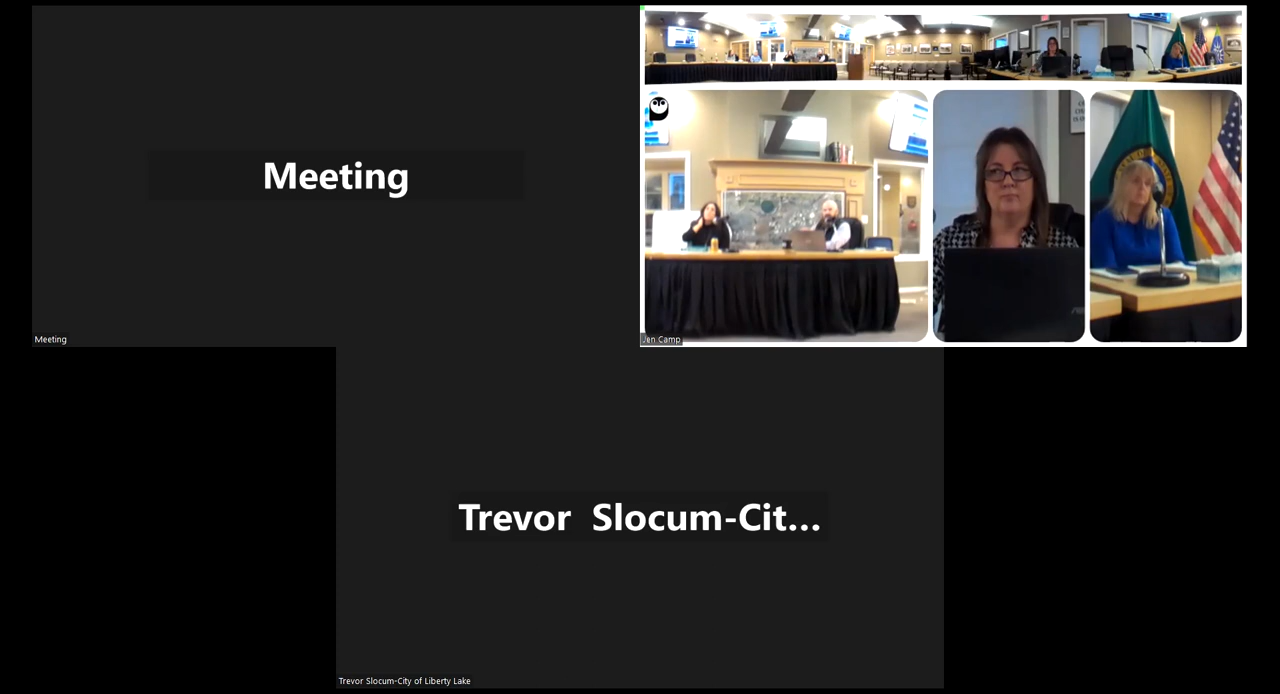 Meeting
Meeting
Jen Camp
Trevor Slocum-Cit...
Trevor Slocum-City of Liberty Lake